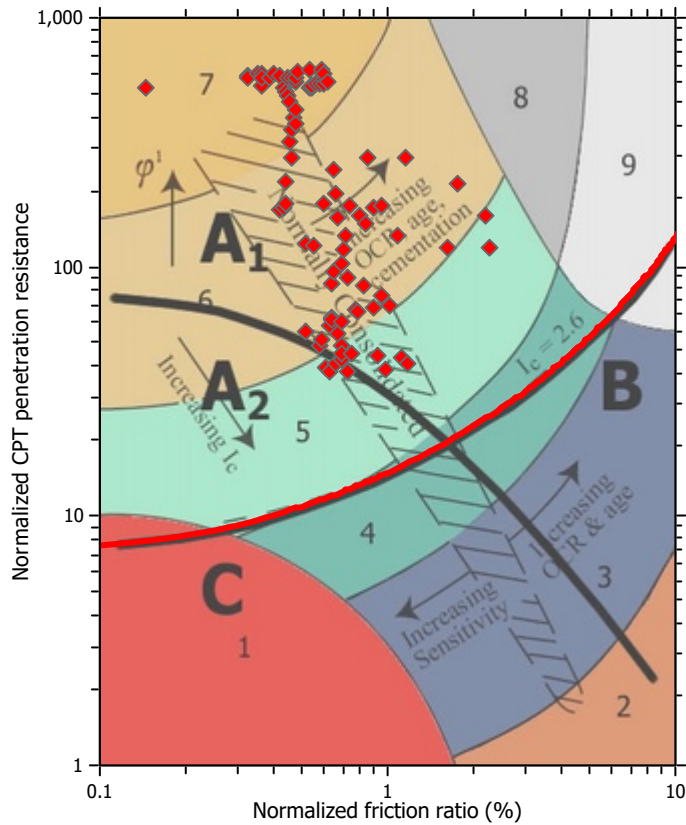 1,000
100
10
1
0.1
1
10
Normalized CPT penetration resistance
Normalized friction ratio (%)
7
8
9
φ¹
A₁
Increasing
OCR, age,
cementation
Normally Consolidated
6
A₂
Increasing I꜀
5
I꜀ = 2.6
B
4
Increasing
OCR & age
3
C
1
Increasing
Sensitivity
2